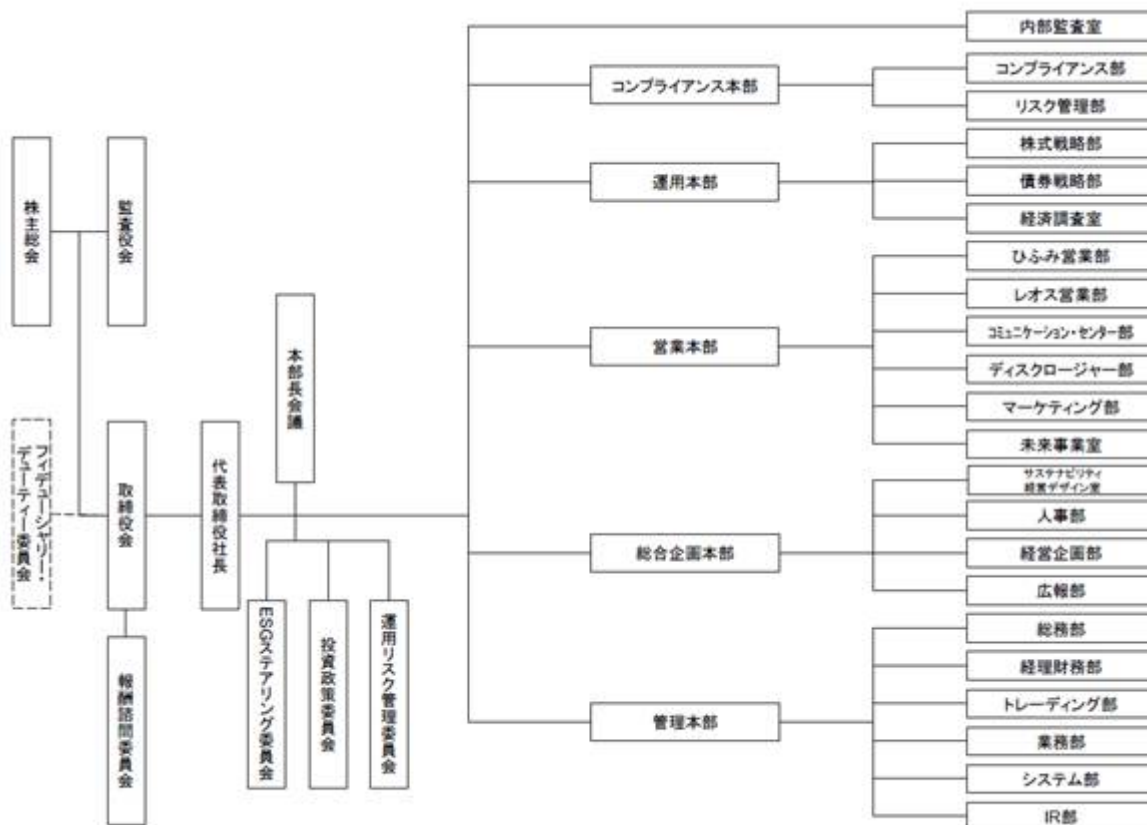 株主総会
監査役会
フィデューシャリー・
デューティー委員会
取締役会
報酬諮問委員会
代表取締役社長
本部長会議
ESGステアリング委員会
投資政策委員会
運用リスク管理委員会
内部監査室
コンプライアンス本部
コンプライアンス部
リスク管理部
運用本部
株式戦略部
債券戦略部
経済調査室
営業本部
ひふみ営業部
レオス営業部
コミュニケーション・センター部
ディスクロージャー部
マーケティング部
未来事業室
総合企画本部
サステナビリティ
経営デザイン室
人事部
経営企画部
広報部
管理本部
総務部
経理財務部
トレーディング部
業務部
システム部
IR部